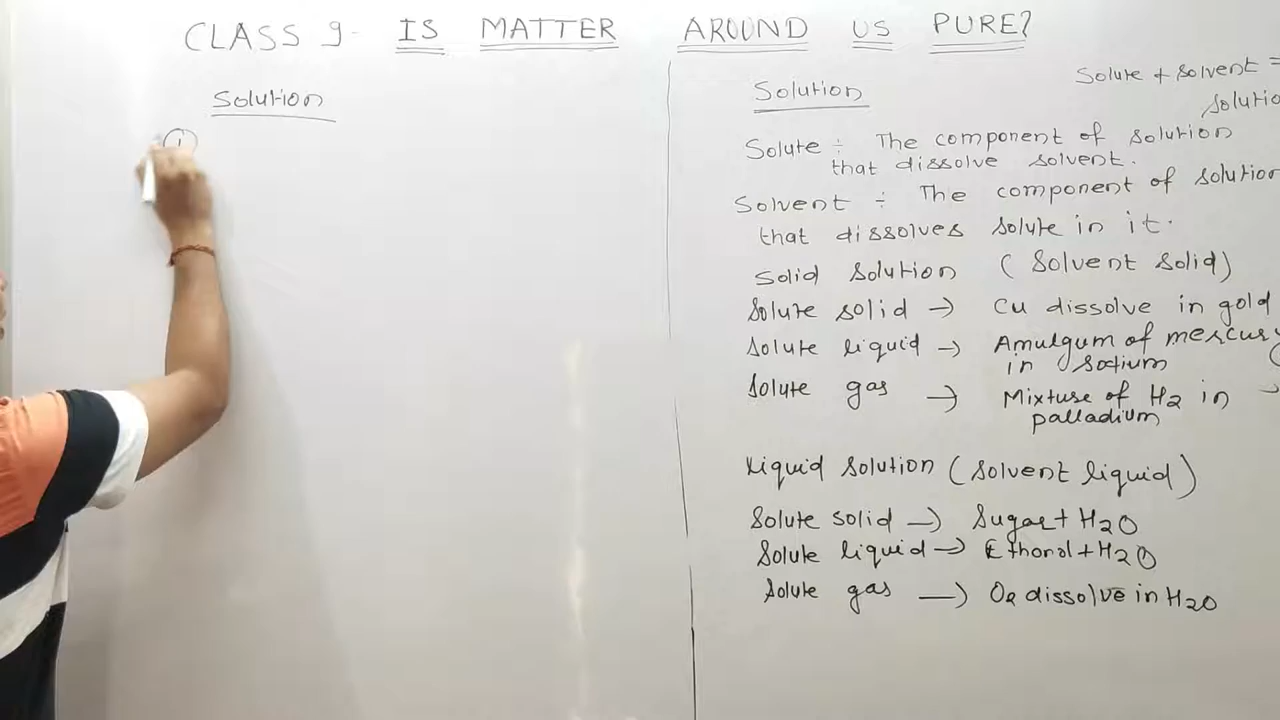 CLASS 9- IS MATTER AROUND US PURE?
Solution
1
Solution
Solute + Solvent =
Solutio
Solute ÷ The component of solution
that dissolve solvent.
Solvent ÷ The component of solution
that dissolves solute in it.
Solid Solution (Solvent Solid)
Solute solid → Cu dissolve in gold
Solute liquid → Amulgum of mercury
in sodium
Solute gas → Mixture of H2 in
palladium
Liquid Solution (Solvent liquid)
Solute solid → Sugar + H2O
Solute liquid → Ethonol + H2O
Solute gas → O2 dissolve in H2O